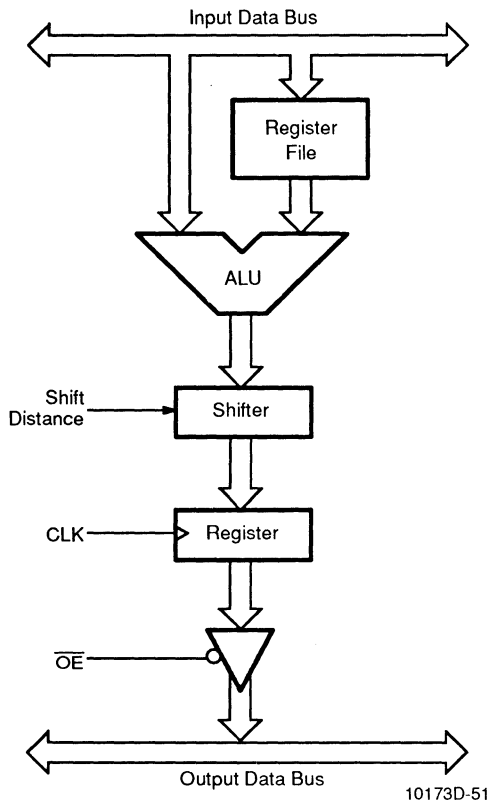 Input Data Bus
Register
File
ALU
Shift
Distance
Shifter
CLK
Register
OE
Output Data Bus
10173D-51